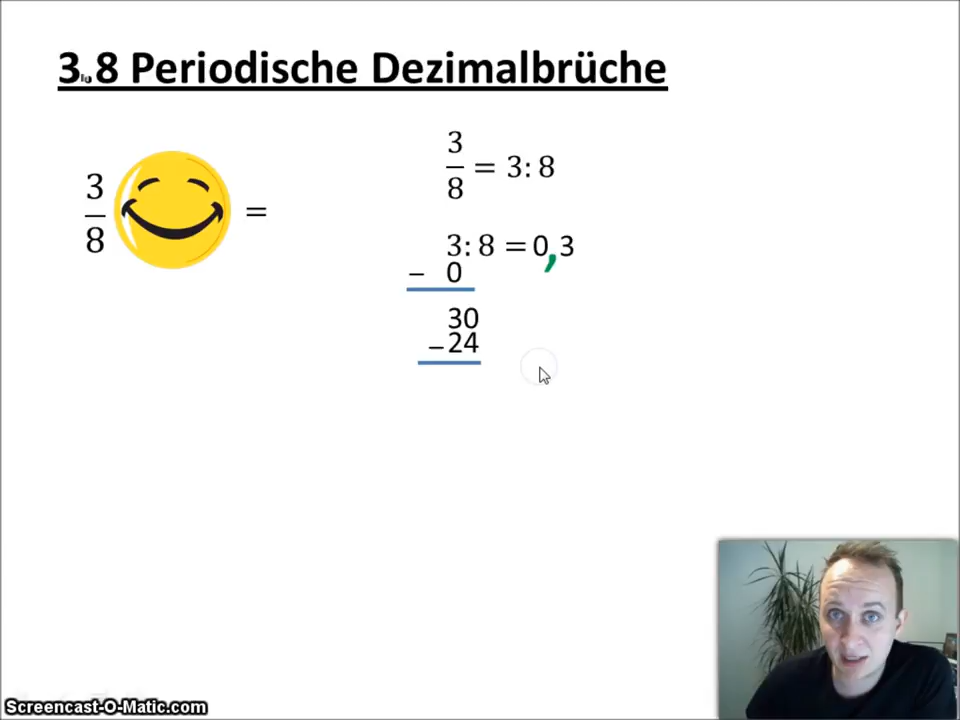 3.8 Periodische Dezimalbrüche
3/8 =
3/8 = 3:8
3:8 = 0,3
− 0
30
−24
Screencast-O-Matic.com